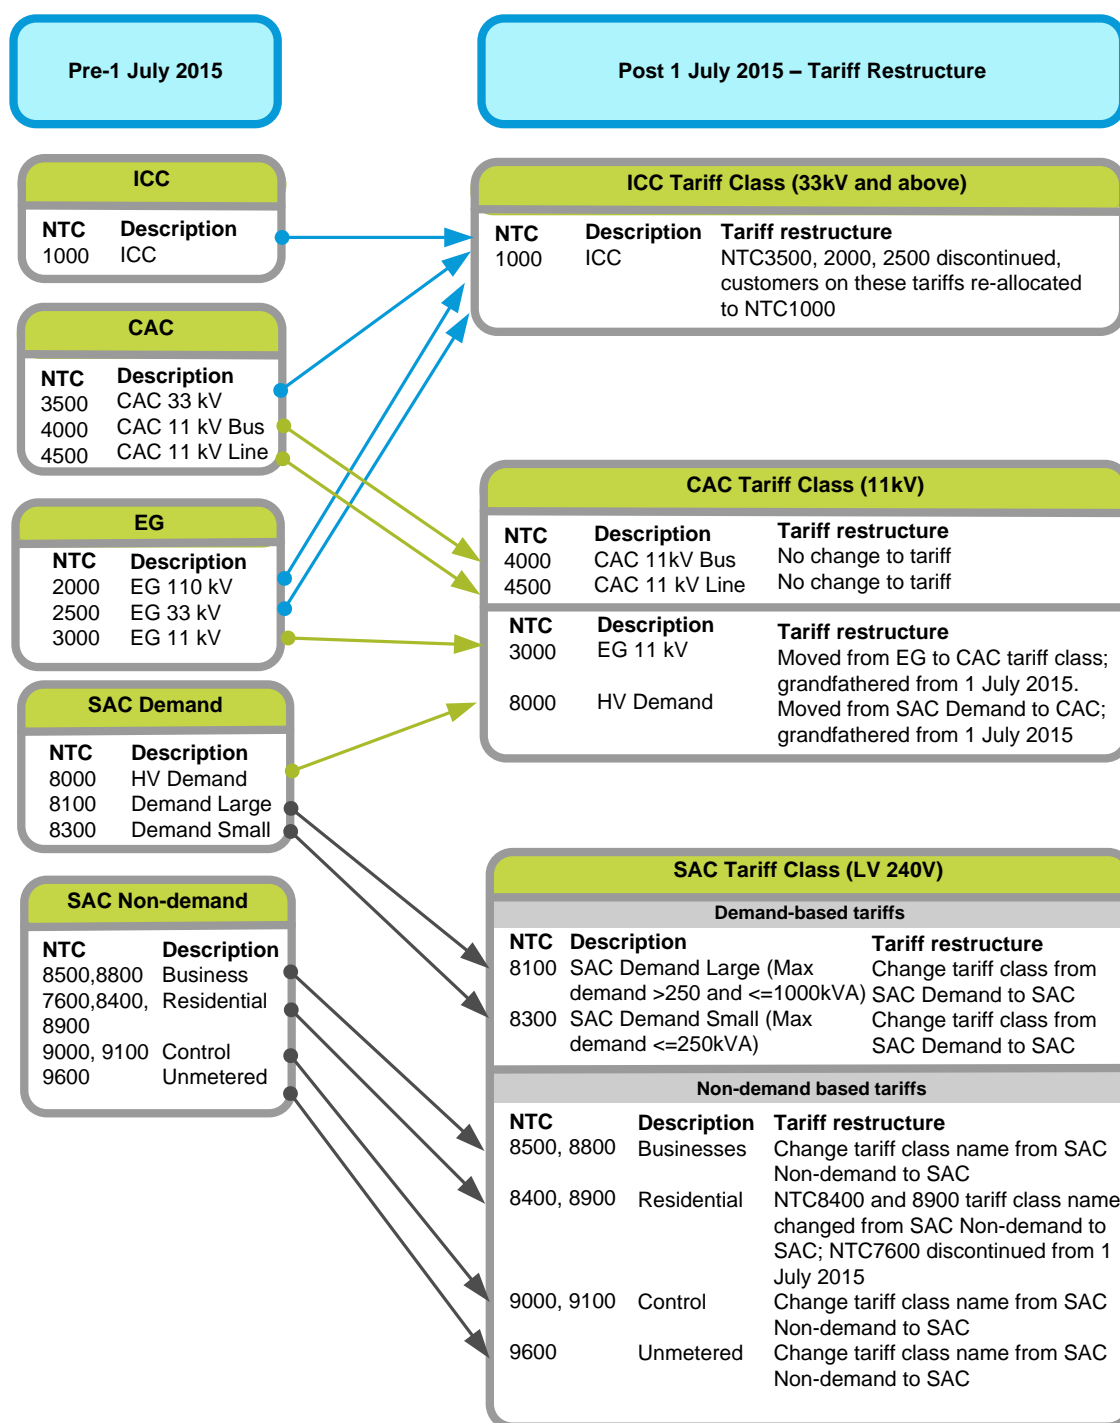 Pre-1 July 2015
Post 1 July 2015 – Tariff Restructure
ICC
NTC Description
1000 ICC
CAC
NTC Description
3500 CAC 33 kV
4000 CAC 11 kV Bus
4500 CAC 11 kV Line
EG
NTC Description
2000 EG 110 kV
2500 EG 33 kV
3000 EG 11 kV
SAC Demand
NTC Description
8000 HV Demand
8100 Demand Large
8300 Demand Small
SAC Non-demand
NTC Description
8500,8800 Business
7600,8400, Residential
8900
9000, 9100 Control
9600 Unmetered
ICC Tariff Class (33kV and above)
NTC Description Tariff restructure
1000 ICC NTC3500, 2000, 2500 discontinued,
customers on these tariffs re-allocated
to NTC1000
CAC Tariff Class (11kV)
NTC Description Tariff restructure
4000 CAC 11kV Bus No change to tariff
4500 CAC 11 kV Line No change to tariff
NTC Description Tariff restructure
3000 EG 11 kV Moved from EG to CAC tariff class;
grandfathered from 1 July 2015.
8000 HV Demand Moved from SAC Demand to CAC;
grandfathered from 1 July 2015
SAC Tariff Class (LV 240V)
Demand-based tariffs
NTC Description Tariff restructure
8100 SAC Demand Large (Max Change tariff class from
demand >250 and <=1000kVA) SAC Demand to SAC
8300 SAC Demand Small (Max Change tariff class from
demand <=250kVA) SAC Demand to SAC
Non-demand based tariffs
NTC Description Tariff restructure
8500, 8800 Businesses Change tariff class name from SAC
Non-demand to SAC
8400, 8900 Residential NTC8400 and 8900 tariff class name
changed from SAC Non-demand to
SAC; NTC7600 discontinued from 1
July 2015
9000, 9100 Control Change tariff class name from SAC
Non-demand to SAC
9600 Unmetered Change tariff class name from SAC
Non-demand to SAC